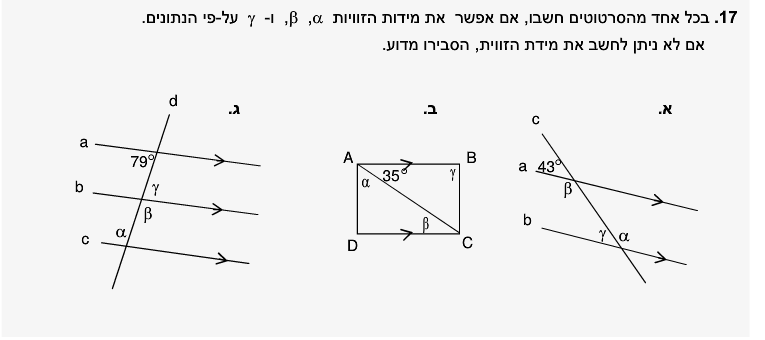 17. בכל אחד מהסרטוטים חשבו, אם אפשר את מידות הזוויות α, β, ו- γ על-פי הנתונים.
אם לא ניתן לחשב את מידת הזווית, הסבירו מדוע.
א.
c
a 43°
β
b
γ α
ב.
A B
35° γ
α
β
D C
ג.
d
a
79°
b γ
β
α
c